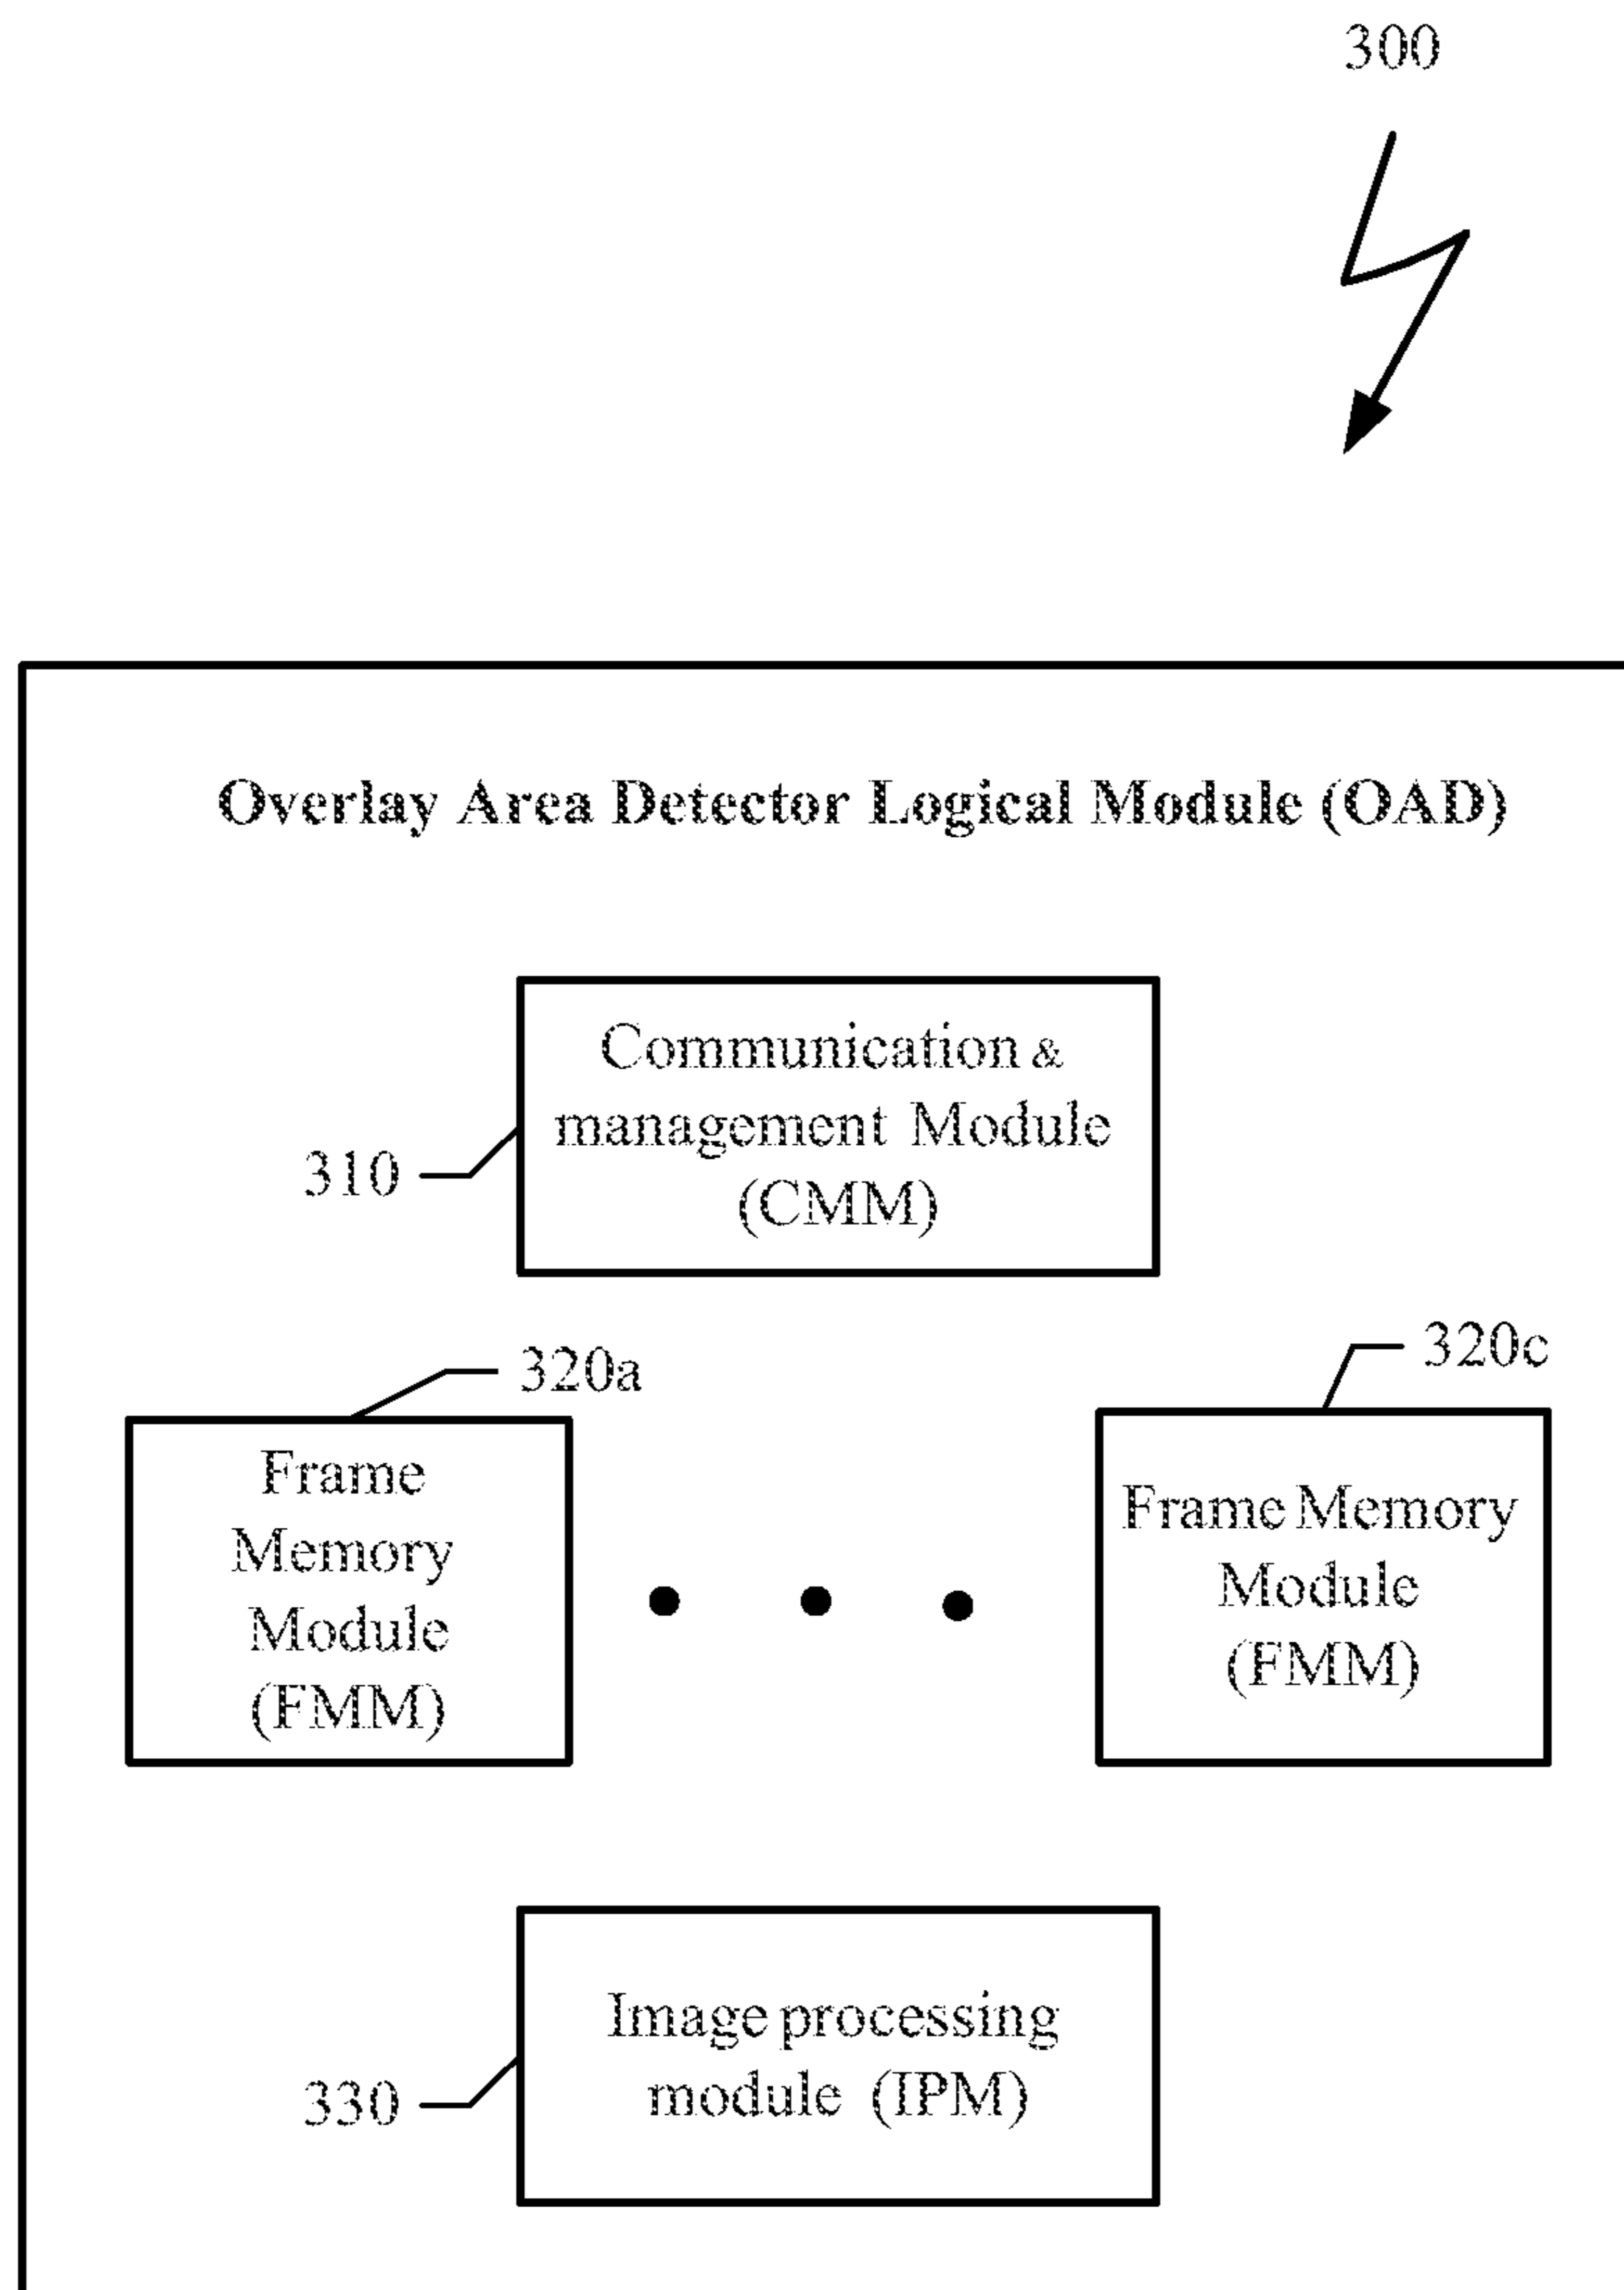 300
Overlay Area Detector Logical Module (OAD)
Communication &
management Module
(CMM)
310
320a
320c
Frame
Memory
Module
(FMM)
Frame Memory
Module
(FMM)
Image processing
module (IPM)
330